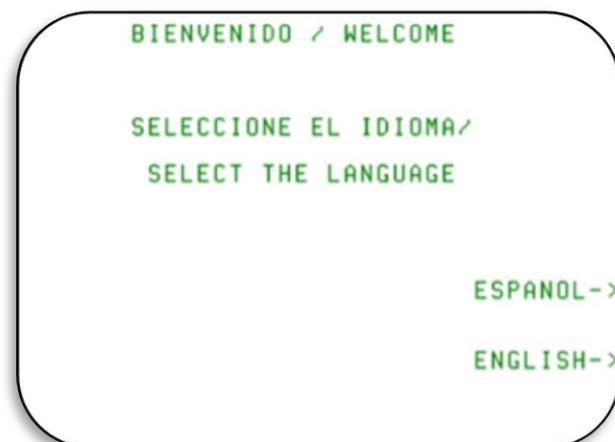 BIENVENIDO / WELCOME
SELECCIONE EL IDIOMA/
SELECT THE LANGUAGE
ESPANOL->
ENGLISH->